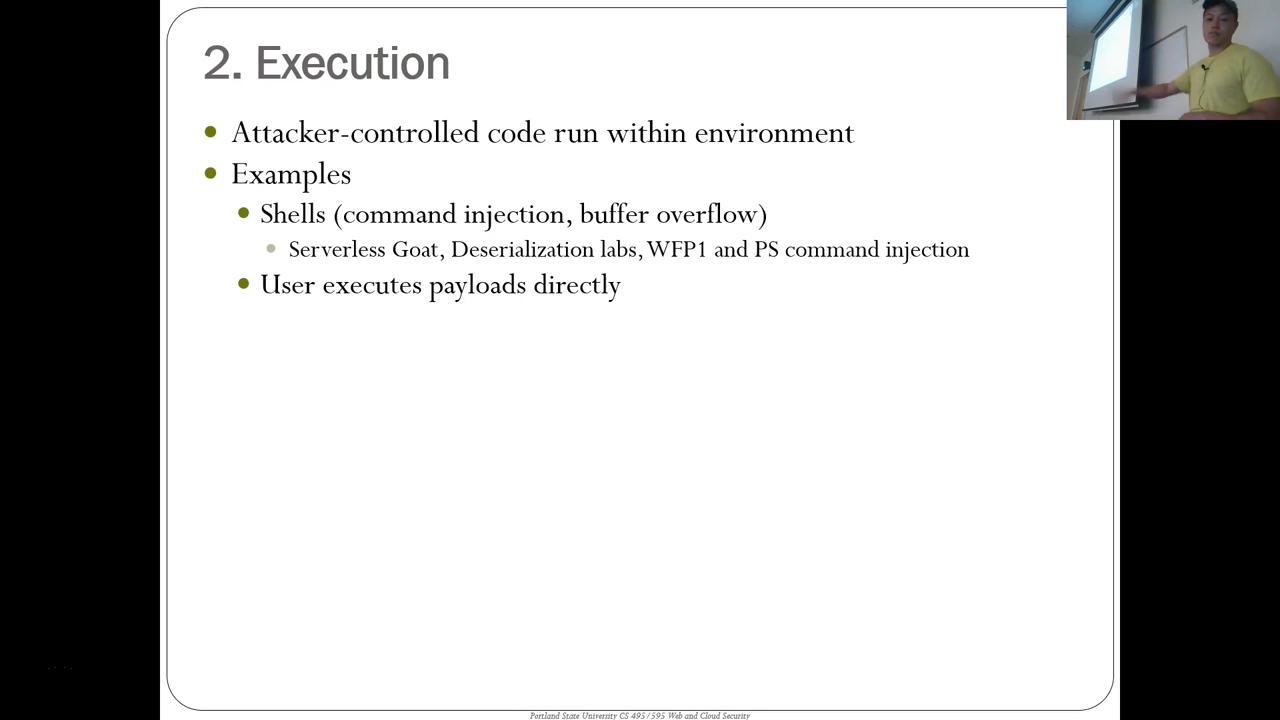 2. Execution
Attacker-controlled code run within environment
Examples
Shells (command injection, buffer overflow)
Serverless Goat, Deserialization labs, WFP1 and PS command injection
User executes payloads directly
Portland State University CS 495/595 Web and Cloud Security